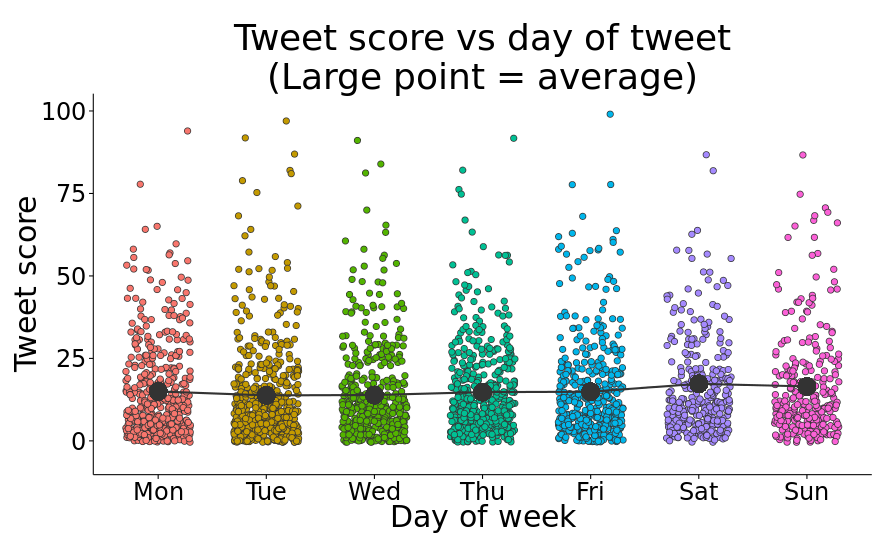 Tweet score vs day of tweet
(Large point = average)
Tweet score
100
75
50
25
0
Mon Tue Wed Thu Fri Sat Sun
Day of week